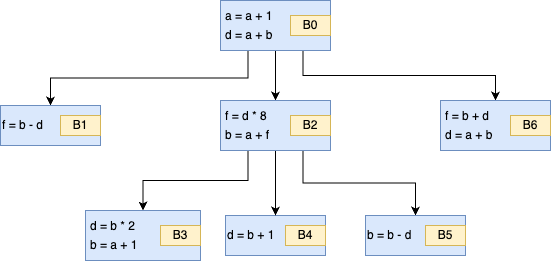 a = a + 1
d = a + b
B0
f = b - d
B1
f = d * 8
b = a + f
B2
f = b + d
d = a + b
B6
d = b * 2
b = a + 1
B3
d = b + 1
B4
b = b - d
B5